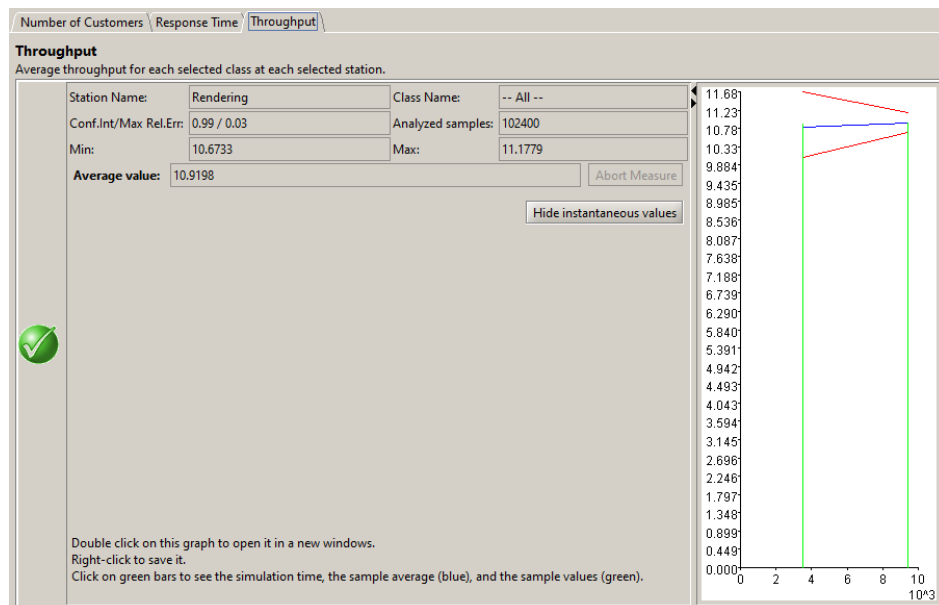 Number of Customers Response Time Throughput
Throughput
Average throughput for each selected class at each selected station.
Station Name: Rendering Class Name: -- All --
Conf.Int/Max Rel.Err: 0.99 / 0.03 Analyzed samples: 102400
Min: 10.6733 Max: 11.1779
Average value: 10.9198 Abort Measure
Hide instantaneous values
Double click on this graph to open it in a new windows.
Right-click to save it.
Click on green bars to see the simulation time, the sample average (blue), and the sample values (green).
11.68
11.23
10.78
10.33
9.884
9.435
8.985
8.536
8.087
7.638
7.188
6.739
6.290
5.840
5.391
4.942
4.493
4.043
3.594
3.145
2.696
2.246
1.797
1.348
0.899
0.449
0.000
0 2 4 6 8 10
10^3